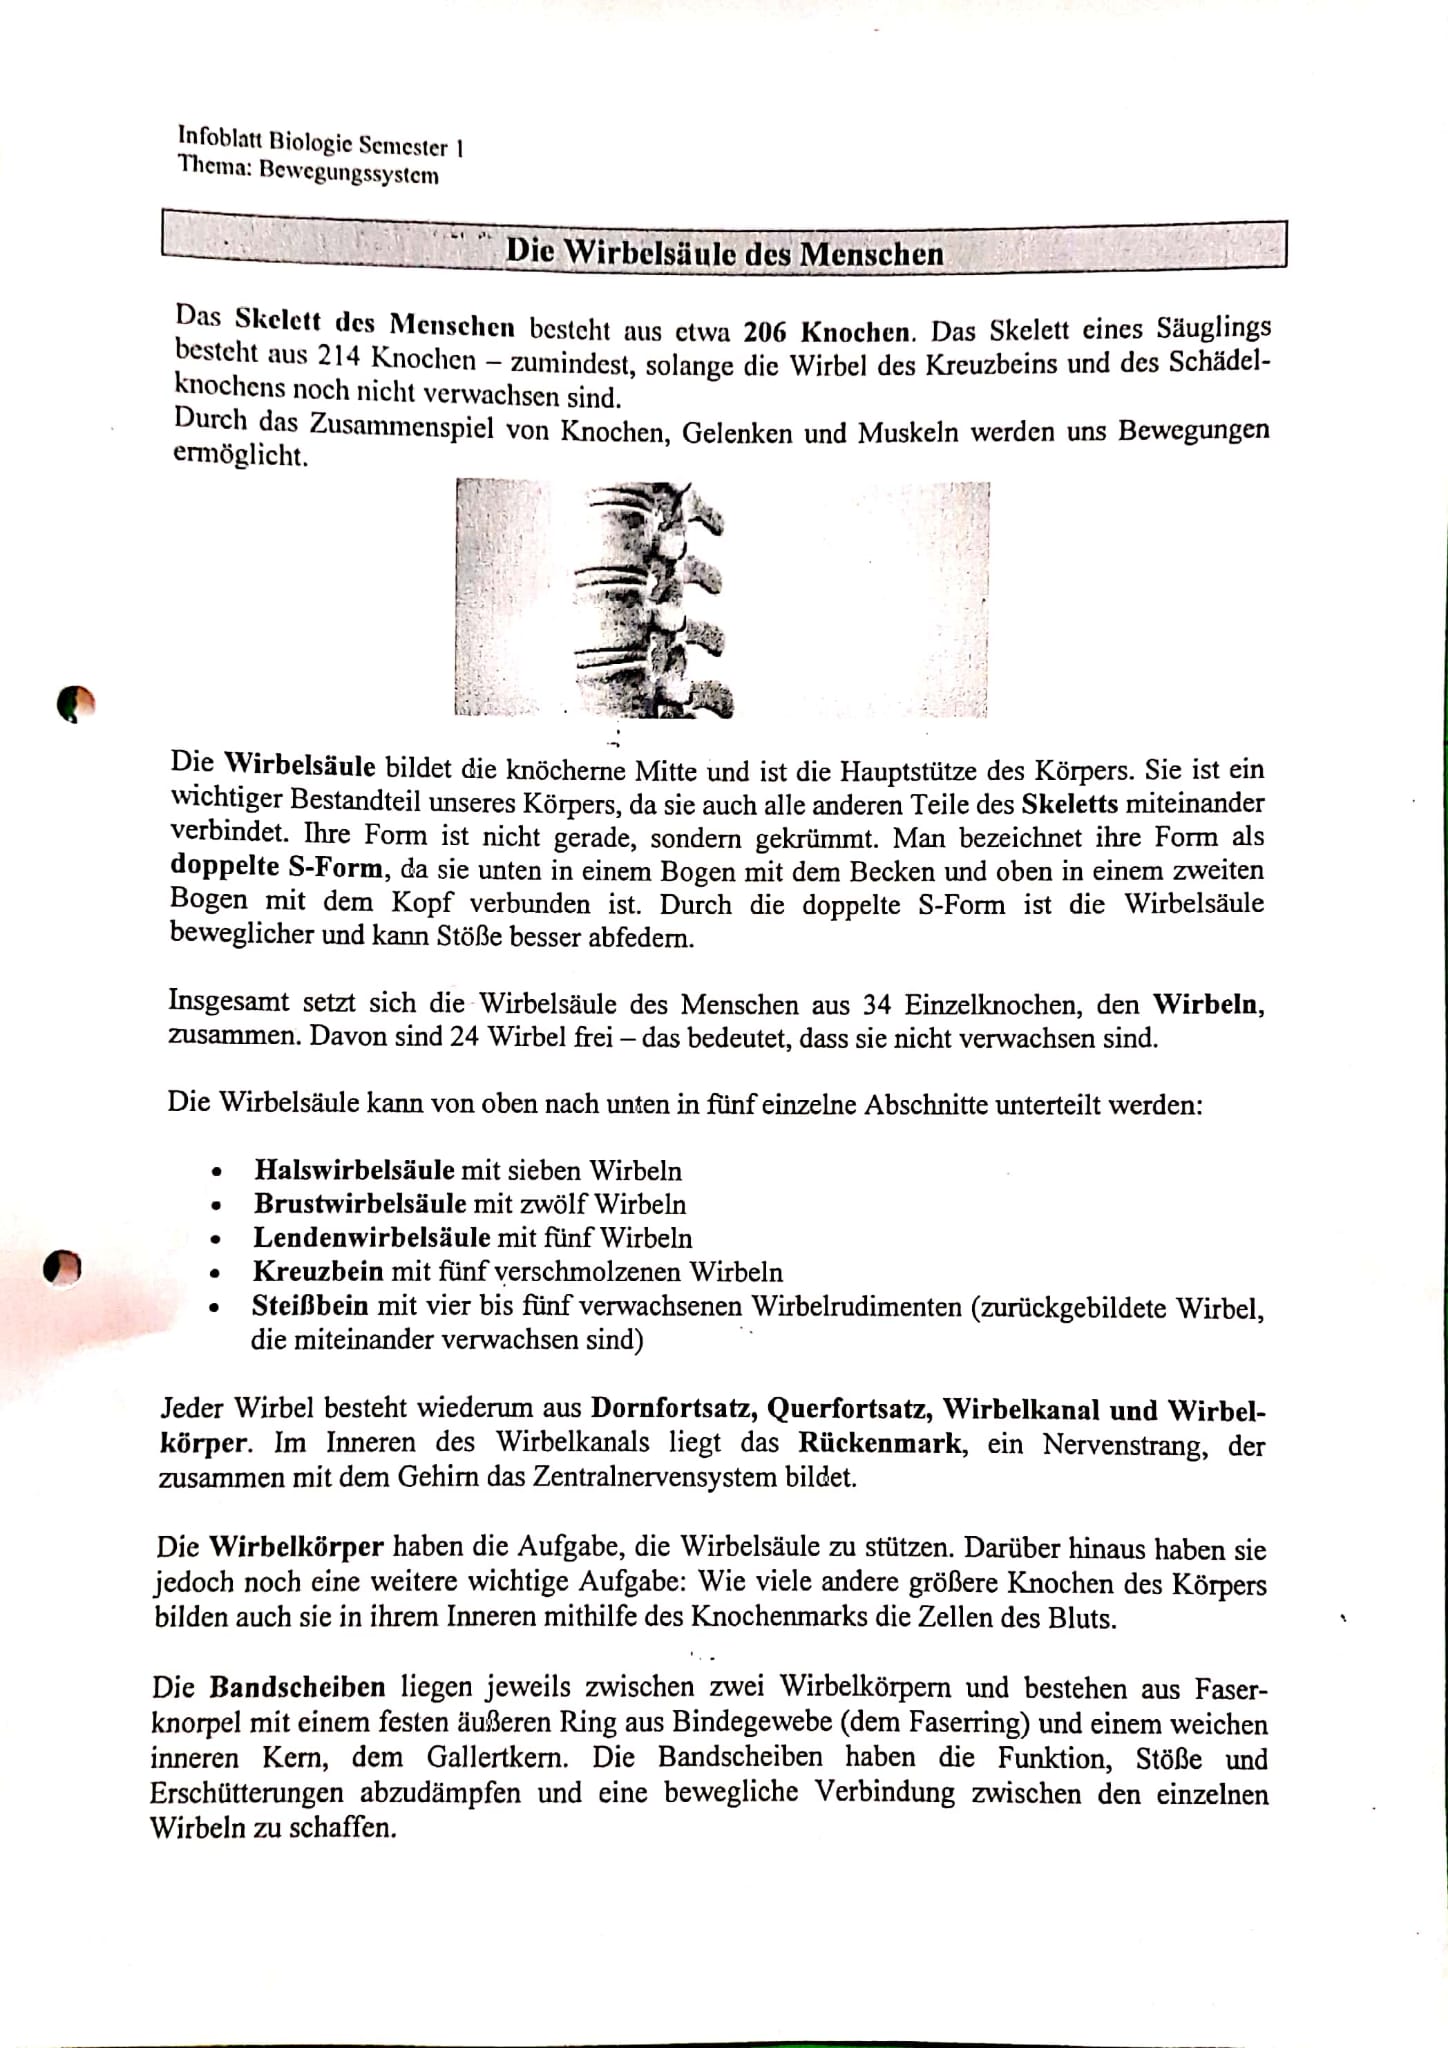 Infoblatt Biologie Semester 1
Thema: Bewegungssystem
Die Wirbelsäule des Menschen
Das Skelett des Menschen besteht aus etwa 206 Knochen. Das Skelett eines Säuglings
besteht aus 214 Knochen – zumindest, solange die Wirbel des Kreuzbeins und des Schädel-
knochens noch nicht verwachsen sind.
Durch das Zusammenspiel von Knochen, Gelenken und Muskeln werden uns Bewegungen
ermöglicht.
Die Wirbelsäule bildet die knöcherne Mitte und ist die Hauptstütze des Körpers. Sie ist ein
wichtiger Bestandteil unseres Körpers, da sie auch alle anderen Teile des Skeletts miteinander
verbindet. Ihre Form ist nicht gerade, sondern gekrümmt. Man bezeichnet ihre Form als
doppelte S-Form, da sie unten in einem Bogen mit dem Becken und oben in einem zweiten
Bogen mit dem Kopf verbunden ist. Durch die doppelte S-Form ist die Wirbelsäule
beweglicher und kann Stöße besser abfedern.
Insgesamt setzt sich die Wirbelsäule des Menschen aus 34 Einzelknochen, den Wirbeln,
zusammen. Davon sind 24 Wirbel frei – das bedeutet, dass sie nicht verwachsen sind.
Die Wirbelsäule kann von oben nach unten in fünf einzelne Abschnitte unterteilt werden:
• Halswirbelsäule mit sieben Wirbeln
• Brustwirbelsäule mit zwölf Wirbeln
• Lendenwirbelsäule mit fünf Wirbeln
• Kreuzbein mit fünf verschmolzenen Wirbeln
• Steißbein mit vier bis fünf verwachsenen Wirbelrudimenten (zurückgebildete Wirbel,
die miteinander verwachsen sind)
Jeder Wirbel besteht wiederum aus Dornfortsatz, Querfortsatz, Wirbelkanal und Wirbel-
körper. Im Inneren des Wirbelkanals liegt das Rückenmark, ein Nervenstrang, der
zusammen mit dem Gehirn das Zentralnervensystem bildet.
Die Wirbelkörper haben die Aufgabe, die Wirbelsäule zu stützen. Darüber hinaus haben sie
jedoch noch eine weitere wichtige Aufgabe: Wie viele andere größere Knochen des Körpers
bilden auch sie in ihrem Inneren mithilfe des Knochenmarks die Zellen des Bluts.
Die Bandscheiben liegen jeweils zwischen zwei Wirbelkörpern und bestehen aus Faser-
knorpel mit einem festen äußeren Ring aus Bindegewebe (dem Faserring) und einem weichen
inneren Kern, dem Gallertkern. Die Bandscheiben haben die Funktion, Stöße und
Erschütterungen abzudämpfen und eine bewegliche Verbindung zwischen den einzelnen
Wirbeln zu schaffen.